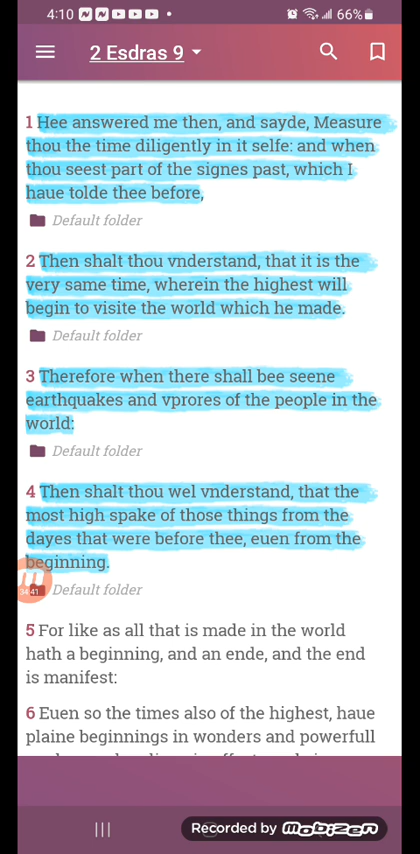 4:10 66%
2 Esdras 9
1 Hee answered me then, and sayde, Measure
thou the time diligently in it selfe: and when
thou seest part of the signes past, which I
haue tolde thee before,
Default folder
2 Then shalt thou vnderstand, that it is the
very same time, wherein the highest will
begin to visite the world which he made.
Default folder
3 Therefore when there shall bee seene
earthquakes and vprores of the people in the
world:
Default folder
4 Then shalt thou wel vnderstand, that the
most high spake of those things from the
dayes that were before thee, euen from the
beginning.
34:41 Default folder
5 For like as all that is made in the world
hath a beginning, and an ende, and the end
is manifest:
6 Euen so the times also of the highest, haue
plaine beginnings in wonders and powerfull
Recorded by mobizen